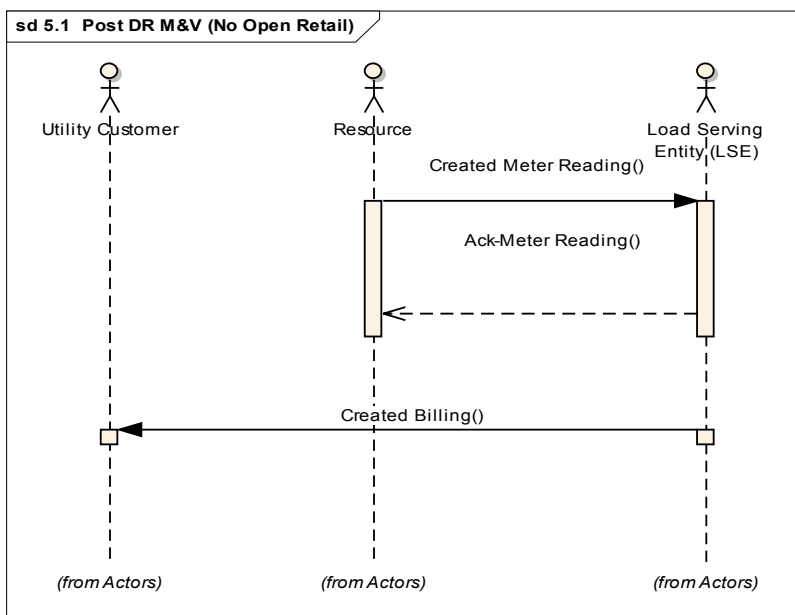 sd 5.1 Post DR M&V (No Open Retail)
Utility Customer
Resource
Load Serving
Entity (LSE)
Created Meter Reading()
Ack-Meter Reading()
Created Billing()
(from Actors)
(from Actors)
(from Actors)